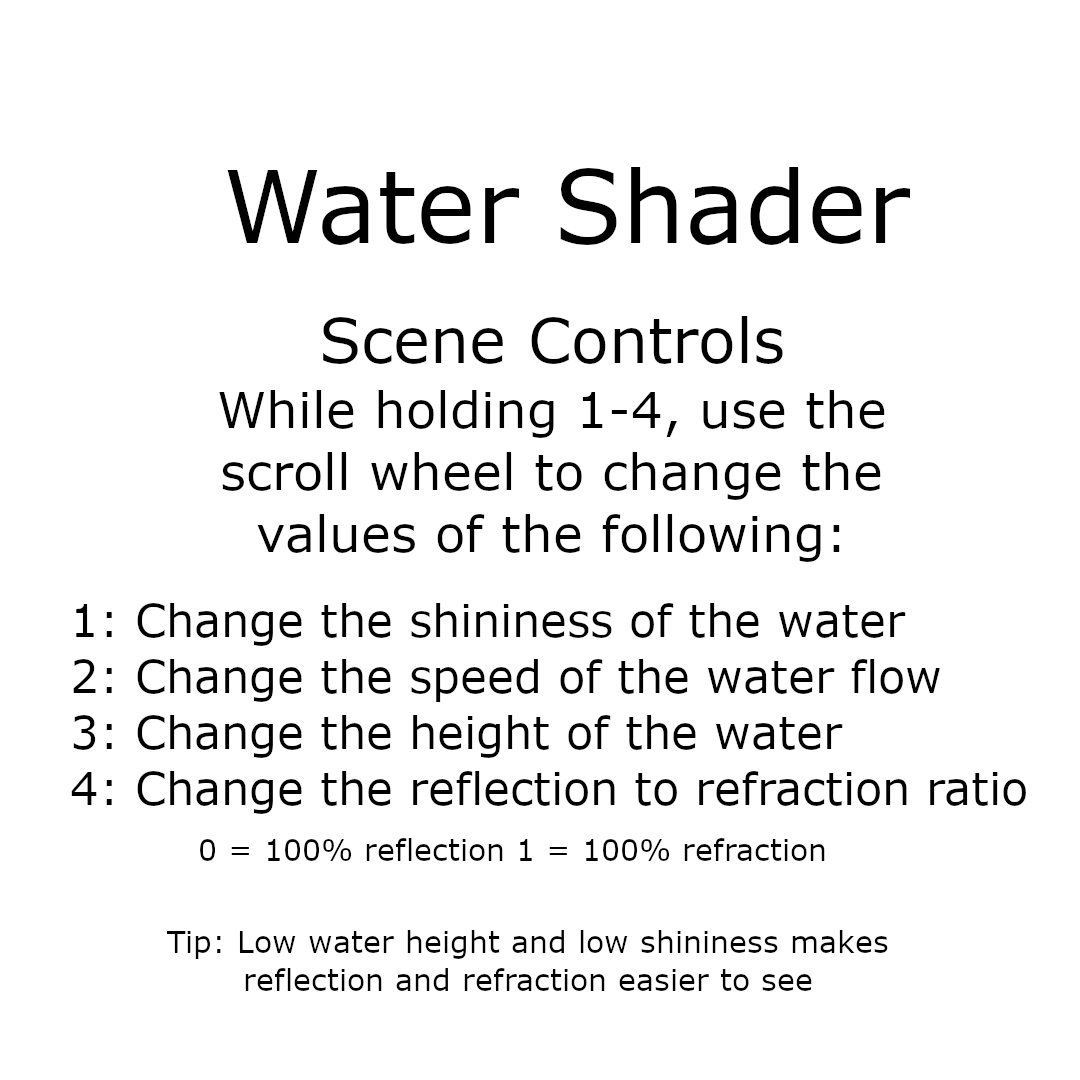 Water Shader
Scene Controls
While holding 1-4, use the
scroll wheel to change the
values of the following:
1: Change the shininess of the water
2: Change the speed of the water flow
3: Change the height of the water
4: Change the reflection to refraction ratio
0 = 100% reflection 1 = 100% refraction
Tip: Low water height and low shininess makes
reflection and refraction easier to see